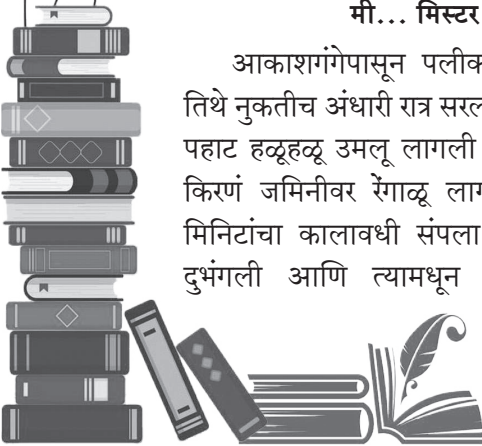 मी... मिस्टर
आकाशगंगेपासून पलीक
तिथे नुकतीच अंधारी रात्र सरल
पहाट हळूहळू उमलू लागली
किरणं जमिनीवर रेंगाळू लाग
मिनिटांचा कालावधी संपला
दुभंगली आणि त्यामधून